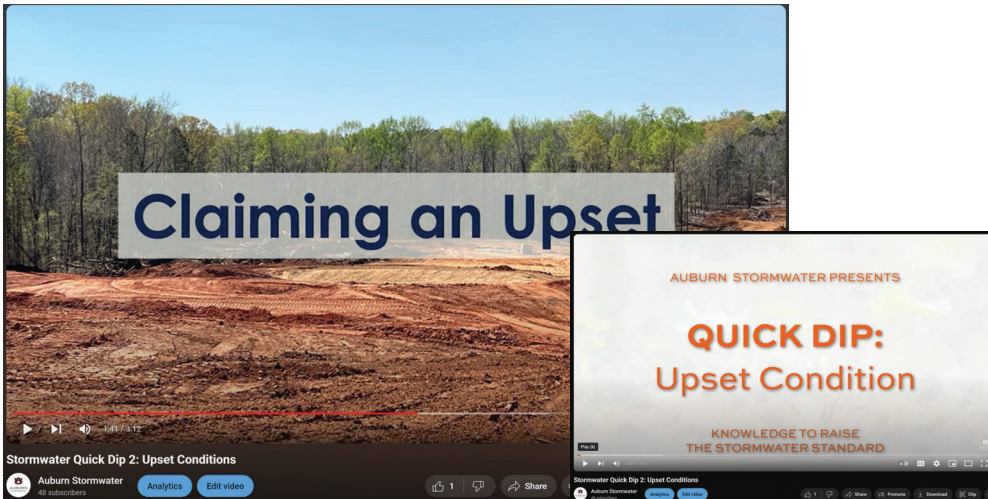 Claiming an Upset
1:41 / 3:12
Stormwater Quick Dip 2: Upset Conditions
Auburn Stormwater
48 subscribers
Analytics
Edit video
1
Share
AUBURN STORMWATER PRESENTS
QUICK DIP:
Upset Condition
KNOWLEDGE TO RAISE
THE STORMWATER STANDARD
Play (k)
Stormwater Quick Dip 2: Upset Conditions
Auburn Stormwater
48 subscribers
Analytics
Edit video
1
Share
Promote
Download
Clip